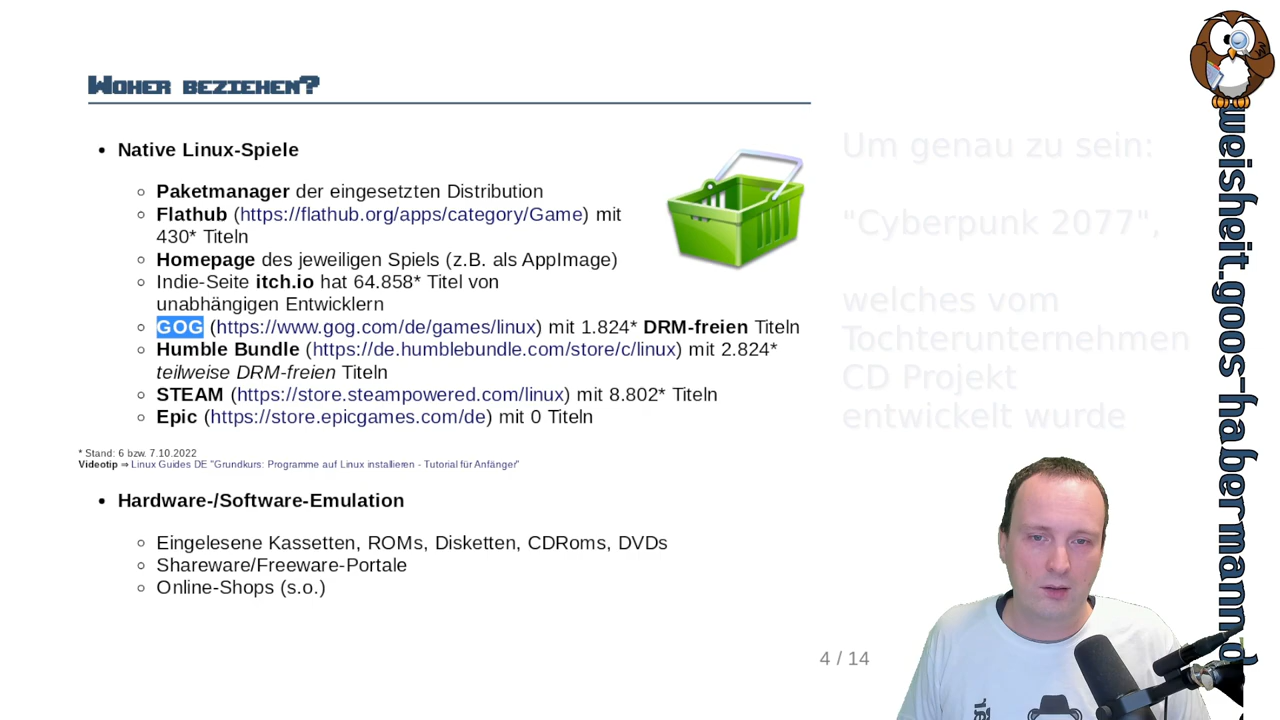 Woher beziehen?
• Native Linux-Spiele
◦ Paketmanager der eingesetzten Distribution
◦ Flathub (https://flathub.org/apps/category/Game) mit
430* Titeln
◦ Homepage des jeweiligen Spiels (z.B. als AppImage)
◦ Indie-Seite itch.io hat 64.858* Titel von
unabhängigen Entwicklern
◦ GOG (https://www.gog.com/de/games/linux) mit 1.824* DRM-freien Titeln
◦ Humble Bundle (https://de.humblebundle.com/store/c/linux) mit 2.824*
teilweise DRM-freien Titeln
◦ STEAM (https://store.steampowered.com/linux) mit 8.802* Titeln
◦ Epic (https://store.epicgames.com/de) mit 0 Titeln
* Stand: 6 bzw. 7.10.2022
Videotip ⇒ Linux Guides DE "Grundkurs: Programme auf Linux installieren - Tutorial für Anfänger"
• Hardware-/Software-Emulation
◦ Eingelesene Kassetten, ROMs, Disketten, CDRoms, DVDs
◦ Shareware/Freeware-Portale
◦ Online-Shops (s.o.)
4 / 14
Um genau zu sein:
"Cyberpunk 2077",
welches vom
Tochterunternehmen
CD Projekt
entwickelt wurde
weisheit.goos-habermann.d